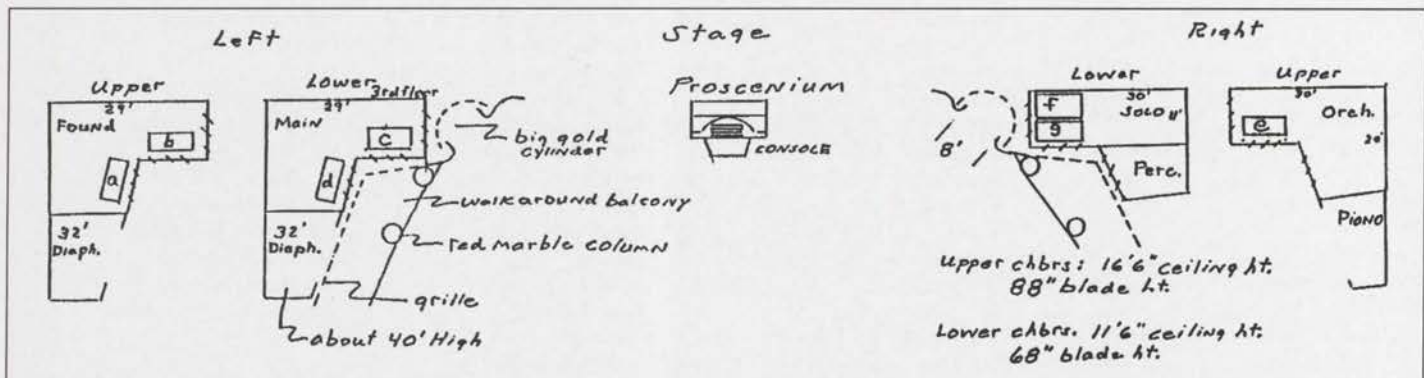 Left
Stage
Right
Upper
29'
Found
b
a
32'
Diaph.
Lower
3rd floor
29'
Main
c
d
32'
Diaph.
about 40' High
grille
big gold
cylinder
walkaround balcony
red marble column
Proscenium
CONSOLE
8'
Lower
f
g
30'
SOLO 11'
Perc.
Upper
30'
e
Orch.
20'
Piano
Upper chbrs: 16'6" ceiling ht.
88" blade ht.
Lower chbrs. 11'6" ceiling ht.
68" blade ht.